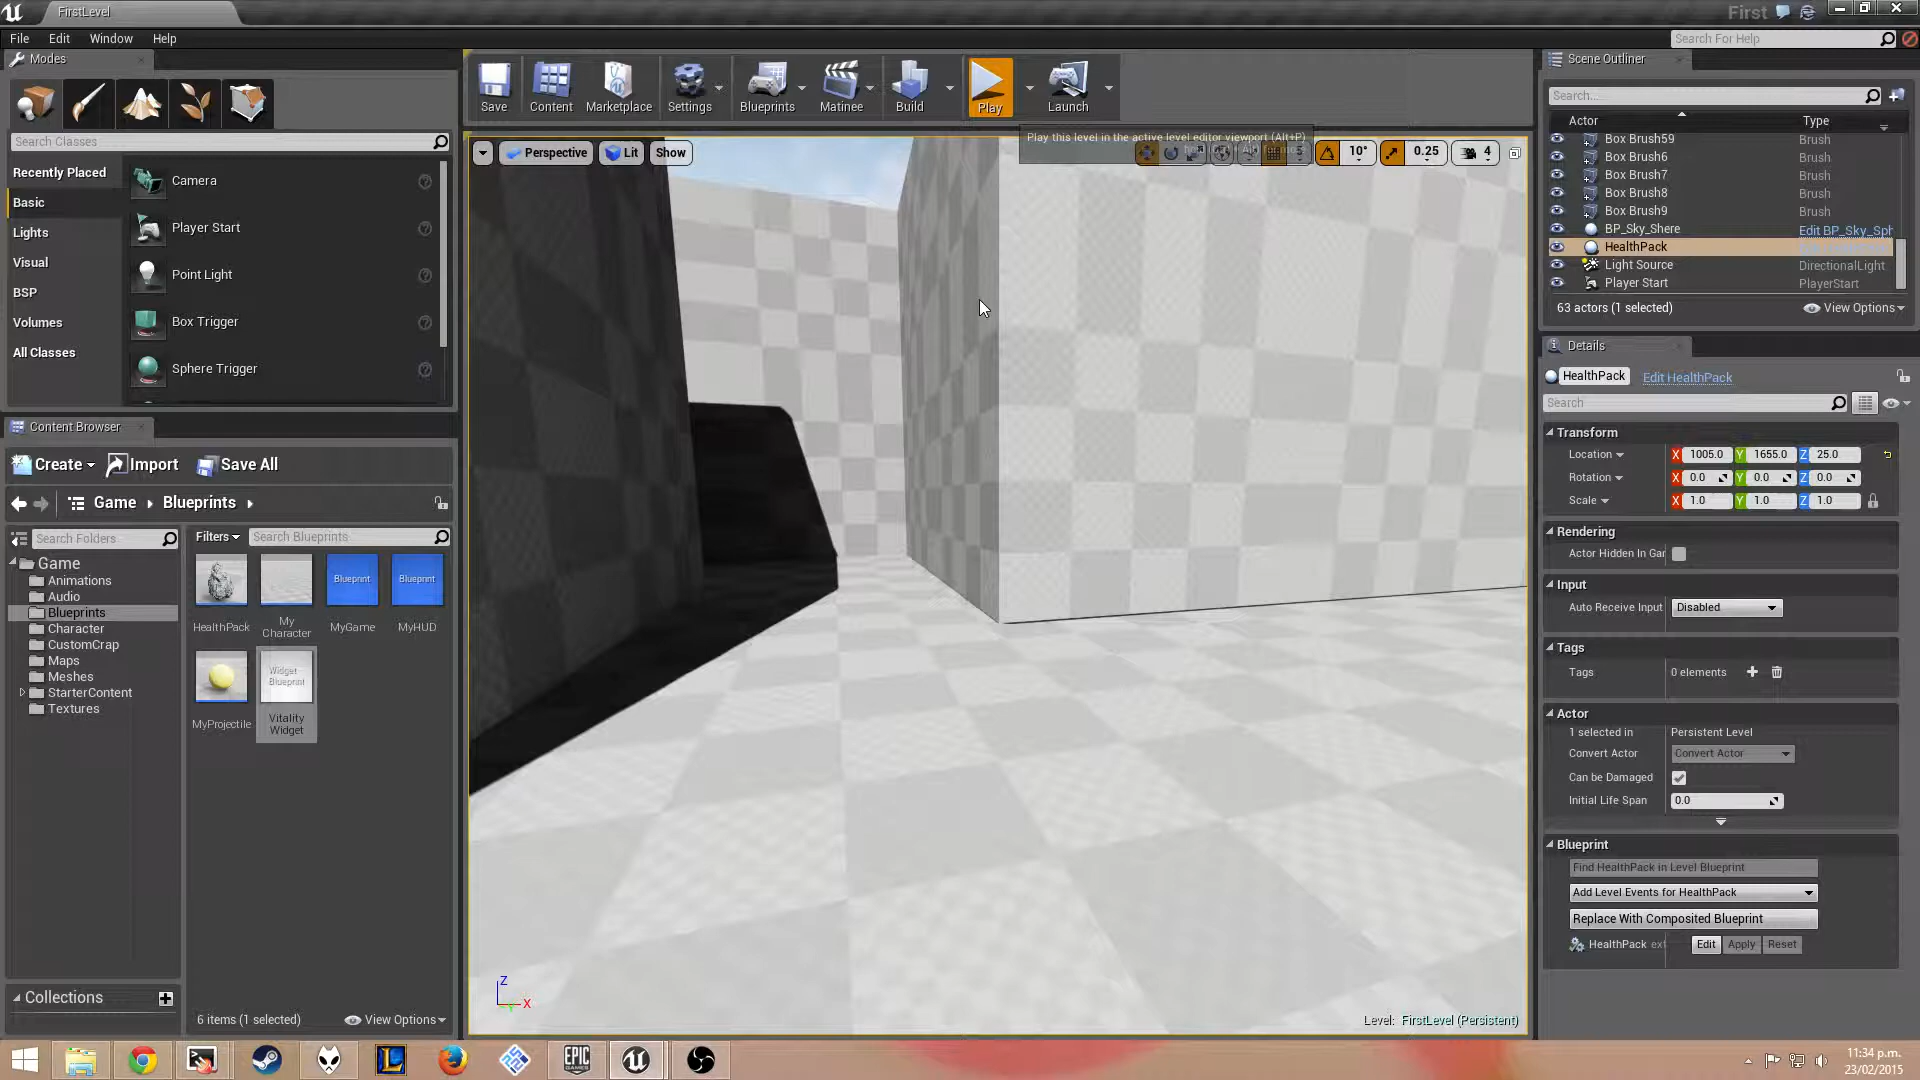 FirstLevel
First
File Edit Window Help
Search For Help
Modes
Search Classes
Recently Placed
Basic
Lights
Visual
BSP
Volumes
All Classes
Camera
Player Start
Point Light
Box Trigger
Sphere Trigger
Content Browser
Create Import Save All
Game Blueprints
Search Folders
Game
Animations
Audio
Blueprints
Character
CustomCrap
Maps
Meshes
StarterContent
Textures
Collections
Filters Search Blueprints
Blueprint Blueprint
HealthPack My Character MyGame MyHUD
Widget Blueprint
MyProjectile Vitality Widget
6 items (1 selected) View Options
Save Content Marketplace Settings Blueprints Matinee Build Play Launch
Play this level in the active level editor viewport (Alt+P)
Perspective Lit Show
10° 0.25 4
Z
X
Level: FirstLevel (Persistent)
Scene Outliner
Search...
Actor Type
Box Brush59 Brush
Box Brush6 Brush
Box Brush7 Brush
Box Brush8 Brush
Box Brush9 Brush
BP_Sky_Shere Edit BP_Sky_Sph
HealthPack
Light Source DirectionalLight
Player Start PlayerStart
63 actors (1 selected) View Options
Details
HealthPack Edit HealthPack
Search
Transform
Location X 1005.0 Y 1655.0 Z 25.0
Rotation X 0.0 Y 0.0 Z 0.0
Scale X 1.0 Y 1.0 Z 1.0
Rendering
Actor Hidden In Gar
Input
Auto Receive Input Disabled
Tags
Tags 0 elements
Actor
1 selected in Persistent Level
Convert Actor Convert Actor
Can be Damaged
Initial Life Span 0.0
Blueprint
Find HealthPack in Level Blueprint
Add Level Events for HealthPack
Replace With Composited Blueprint
HealthPack ext Edit Apply Reset
EPIC GAMES
11:34 p.m.
23/02/2015